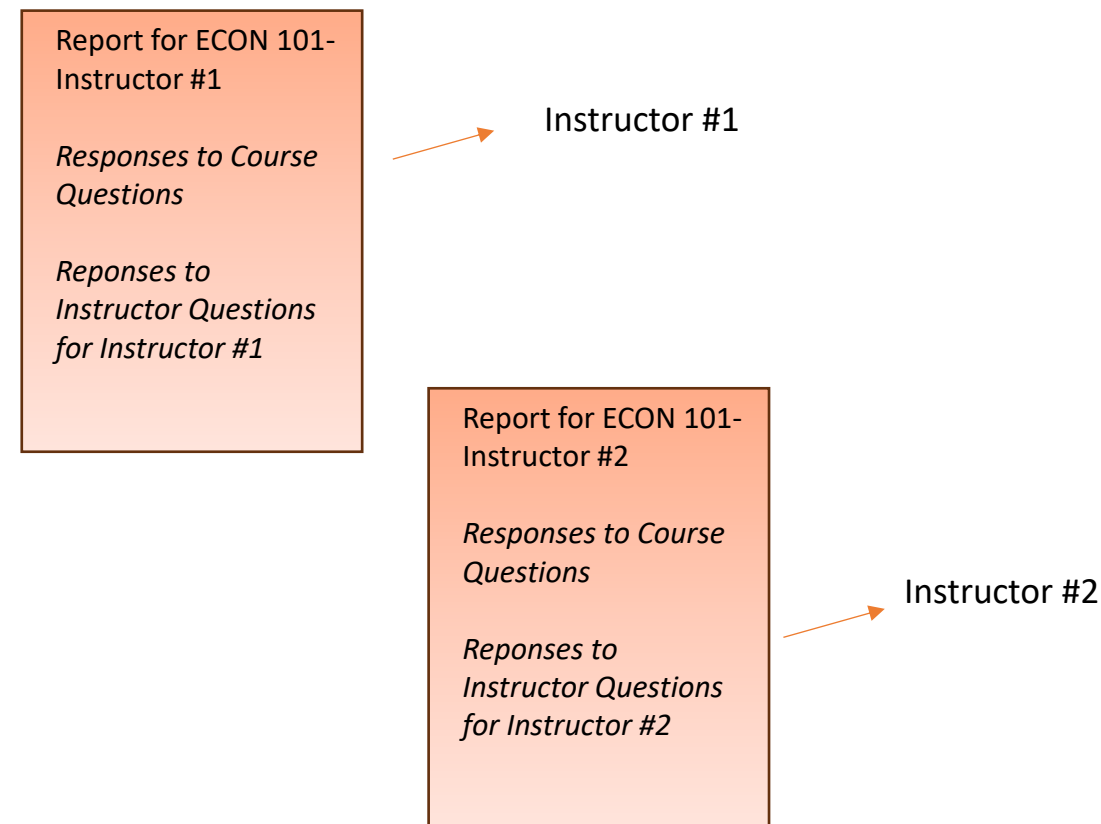 Report for ECON 101-
Instructor #1
Responses to Course
Questions
Reponses to
Instructor Questions
for Instructor #1
Instructor #1
Report for ECON 101-
Instructor #2
Responses to Course
Questions
Reponses to
Instructor Questions
for Instructor #2
Instructor #2